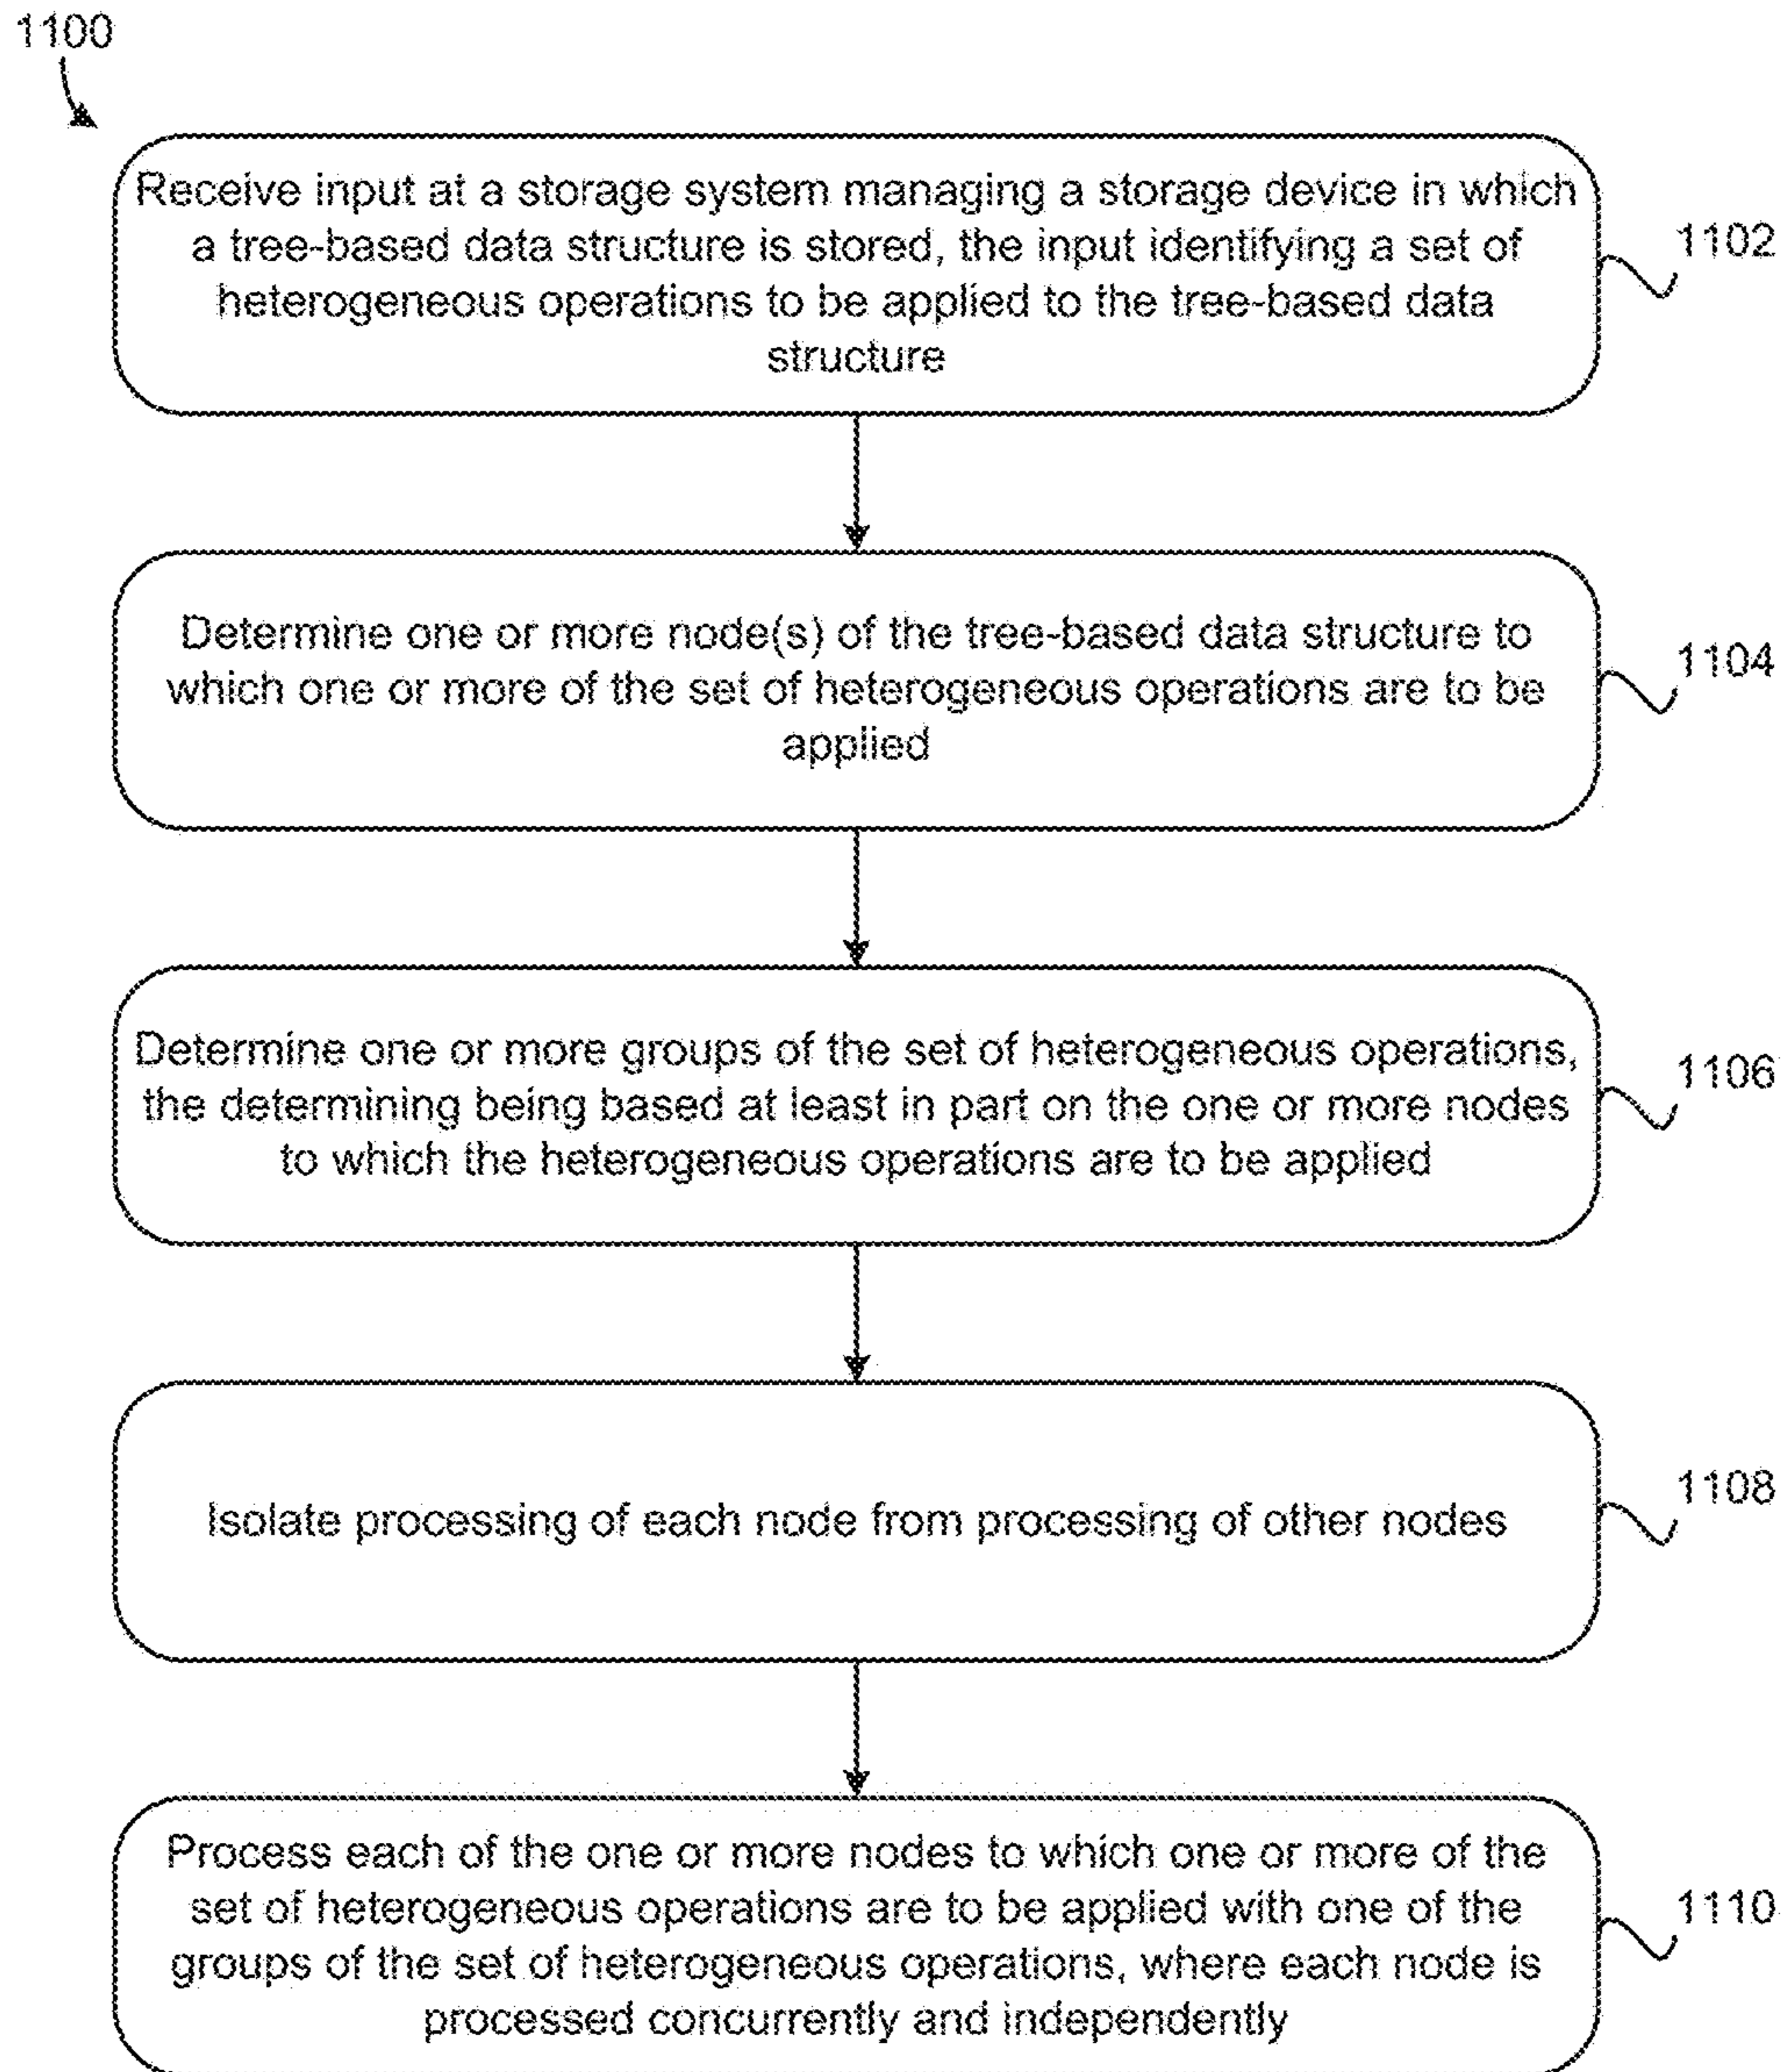 1100
Receive input at a storage system managing a storage device in which
a tree-based data structure is stored, the input identifying a set of
heterogeneous operations to be applied to the tree-based data
structure
1102
Determine one or more node(s) of the tree-based data structure to
which one or more of the set of heterogeneous operations are to be
applied
1104
Determine one or more groups of the set of heterogeneous operations,
the determining being based at least in part on the one or more nodes
to which the heterogeneous operations are to be applied
1106
Isolate processing of each node from processing of other nodes
1108
Process each of the one or more nodes to which one or more of the
set of heterogeneous operations are to be applied with one of the
groups of the set of heterogeneous operations, where each node is
processed concurrently and independently
1110